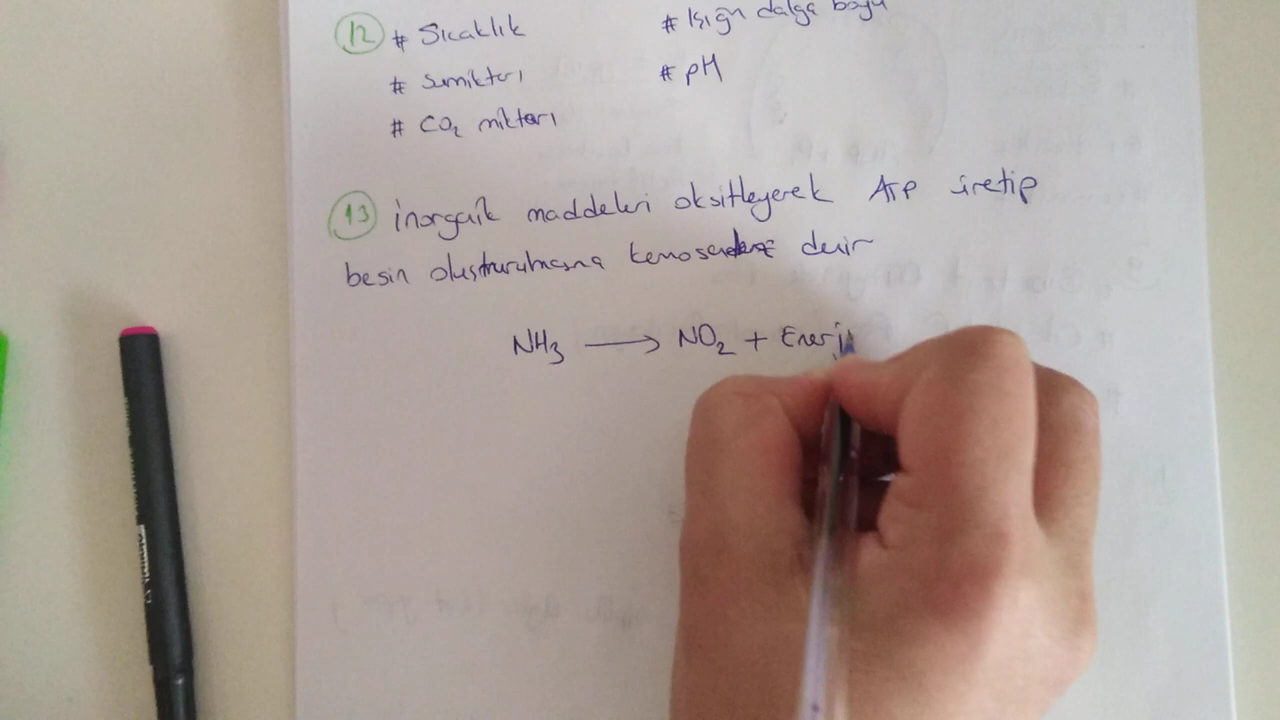 12 # Sıcaklık # Işığn dalga boyu
# Su miktarı # pH
# CO₂ miktarı
13 inorganik maddeleri oksitleyerek ATP üretip
besin oluşturulmasına kemosentez denir
NH₃ → NO₂ + Enerji